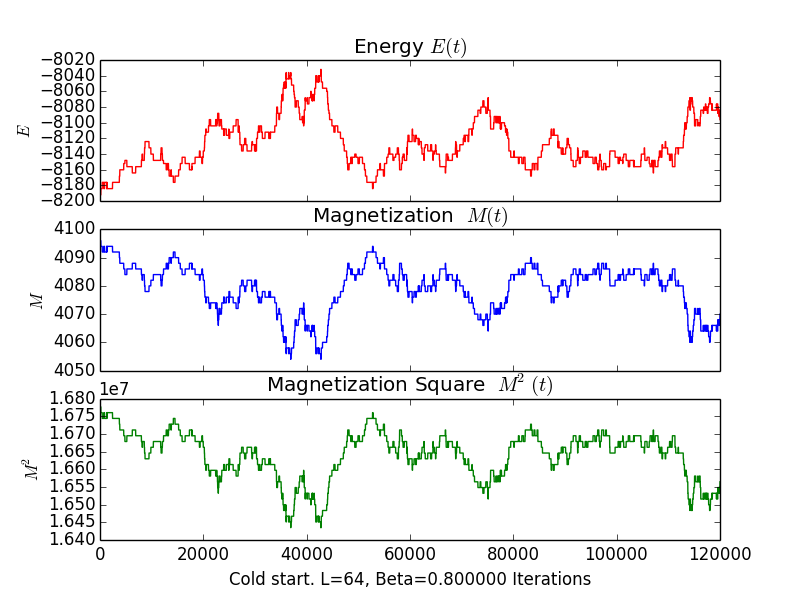 Energy E(t)
−8020
−8040
−8060
−8080
−8100
−8120
−8140
−8160
−8180
−8200
E
Magnetization M(t)
4100
4090
4080
4070
4060
4050
M
Magnetization Square M² (t)
1e7
1.680
1.675
1.670
1.665
1.660
1.655
1.650
1.645
1.640
M²
0 20000 40000 60000 80000 100000 120000
Cold start. L=64, Beta=0.800000 Iterations